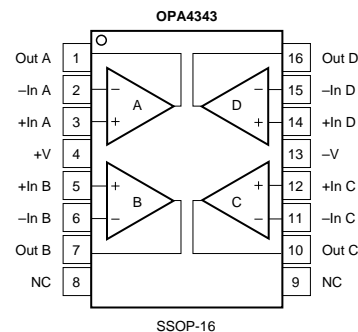 OPA4343
Out A 1 16 Out D
–In A 2 – – 15 –In D
A D
+In A 3 + + 14 +In D
+V 4 13 –V
+In B 5 + + 12 +In C
B C
–In B 6 – – 11 –In C
Out B 7 10 Out C
NC 8 9 NC
SSOP-16